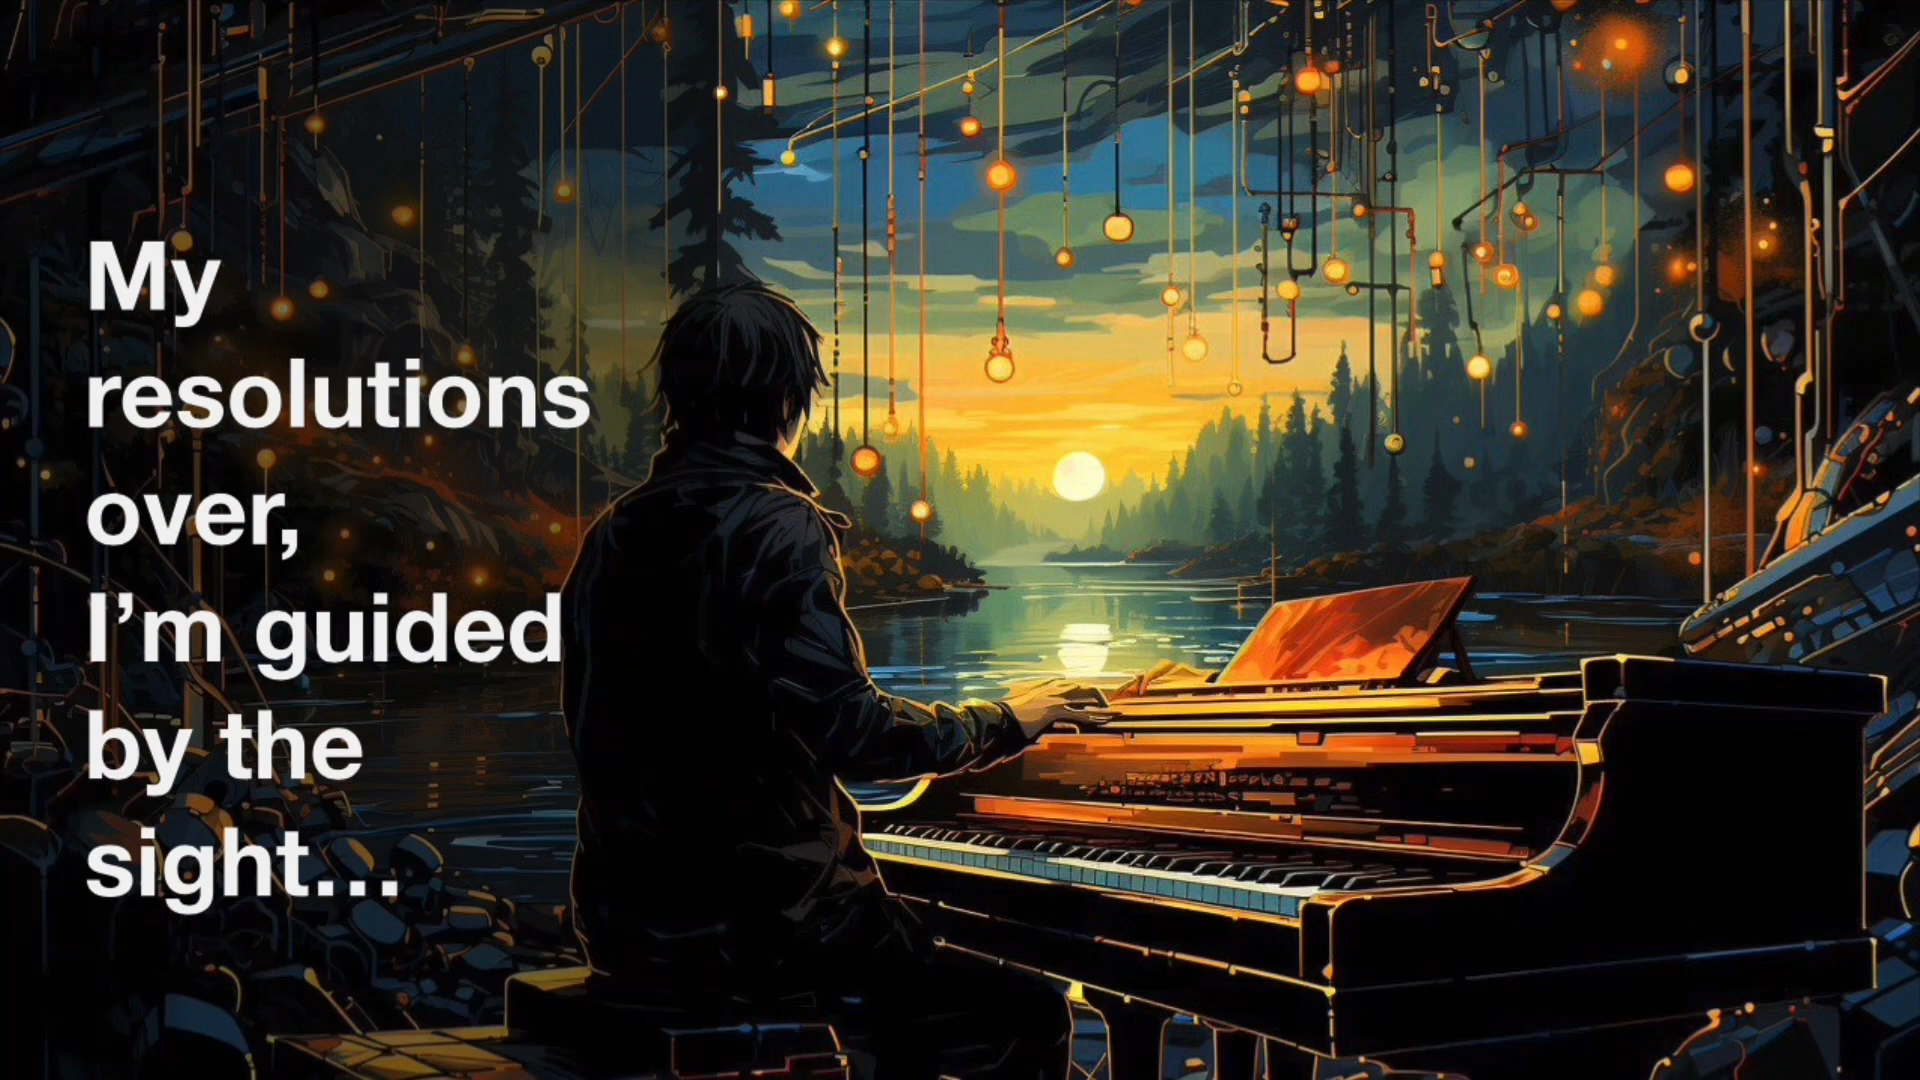 My
resolutions
over,
I’m guided
by the
sight…